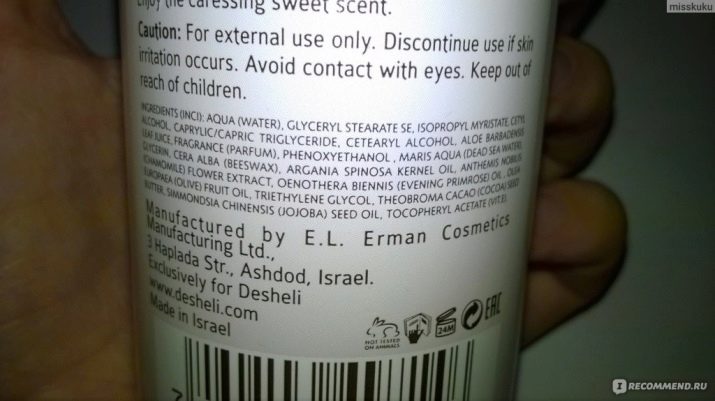 misskuku
Enjoy the caressing sweet scent.
Caution: For external use only. Discontinue use if skin
irritation occurs. Avoid contact with eyes. Keep out of
reach of children.
INGREDIENTS (INCI): AQUA (WATER), GLYCERYL STEARATE SE, ISOPROPYL MYRISTATE, CETYL
ALCOHOL, CAPRYLIC/CAPRIC TRIGLYCERIDE, CETEARYL ALCOHOL, ALOE BARBADENSIS
LEAF JUICE, FRAGRANCE (PARFUM), PHENOXYETHANOL, MARIS AQUA (DEAD SEA WATER),
GLYCERIN, CERA ALBA (BEESWAX), ARGANIA SPINOSA KERNEL OIL, ANTHEMIS NOBILIS
(CHAMOMILE) FLOWER EXTRACT, OENOTHERA BIENNIS (EVENING PRIMROSE) OIL, OLEA
EUROPAEA (OLIVE) FRUIT OIL, TRIETHYLENE GLYCOL, THEOBROMA CACAO (COCOA) SEED
BUTTER, SIMMONDSIA CHINENSIS (JOJOBA) SEED OIL, TOCOPHERYL ACETATE (VIT.E).
Manufactured by E.L. Erman Cosmetics
Manufacturing Ltd.,
3 Haplada Str., Ashdod, Israel.
Exclusively for Desheli
www.desheli.com
Made in Israel
NOT TESTED
ON ANIMALS
24M
EAC
7
IRECOMMEND.RU